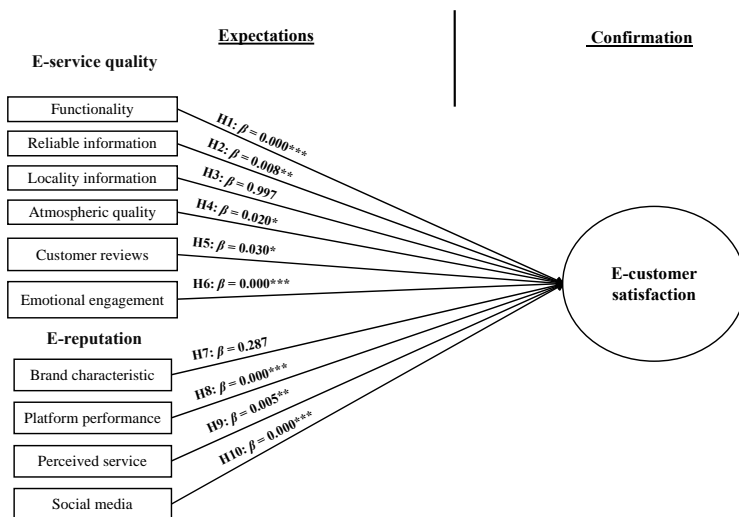 Expectations
Confirmation
E-service quality
Functionality
Reliable information
Locality information
Atmospheric quality
Customer reviews
Emotional engagement
E-reputation
Brand characteristic
Platform performance
Perceived service
Social media
H1: β = 0.000***
H2: β = 0.008**
H3: β = 0.997
H4: β = 0.020*
H5: β = 0.030*
H6: β = 0.000***
H7: β = 0.287
H8: β = 0.000***
H9: β = 0.005**
H10: β = 0.000***
E-customer
satisfaction